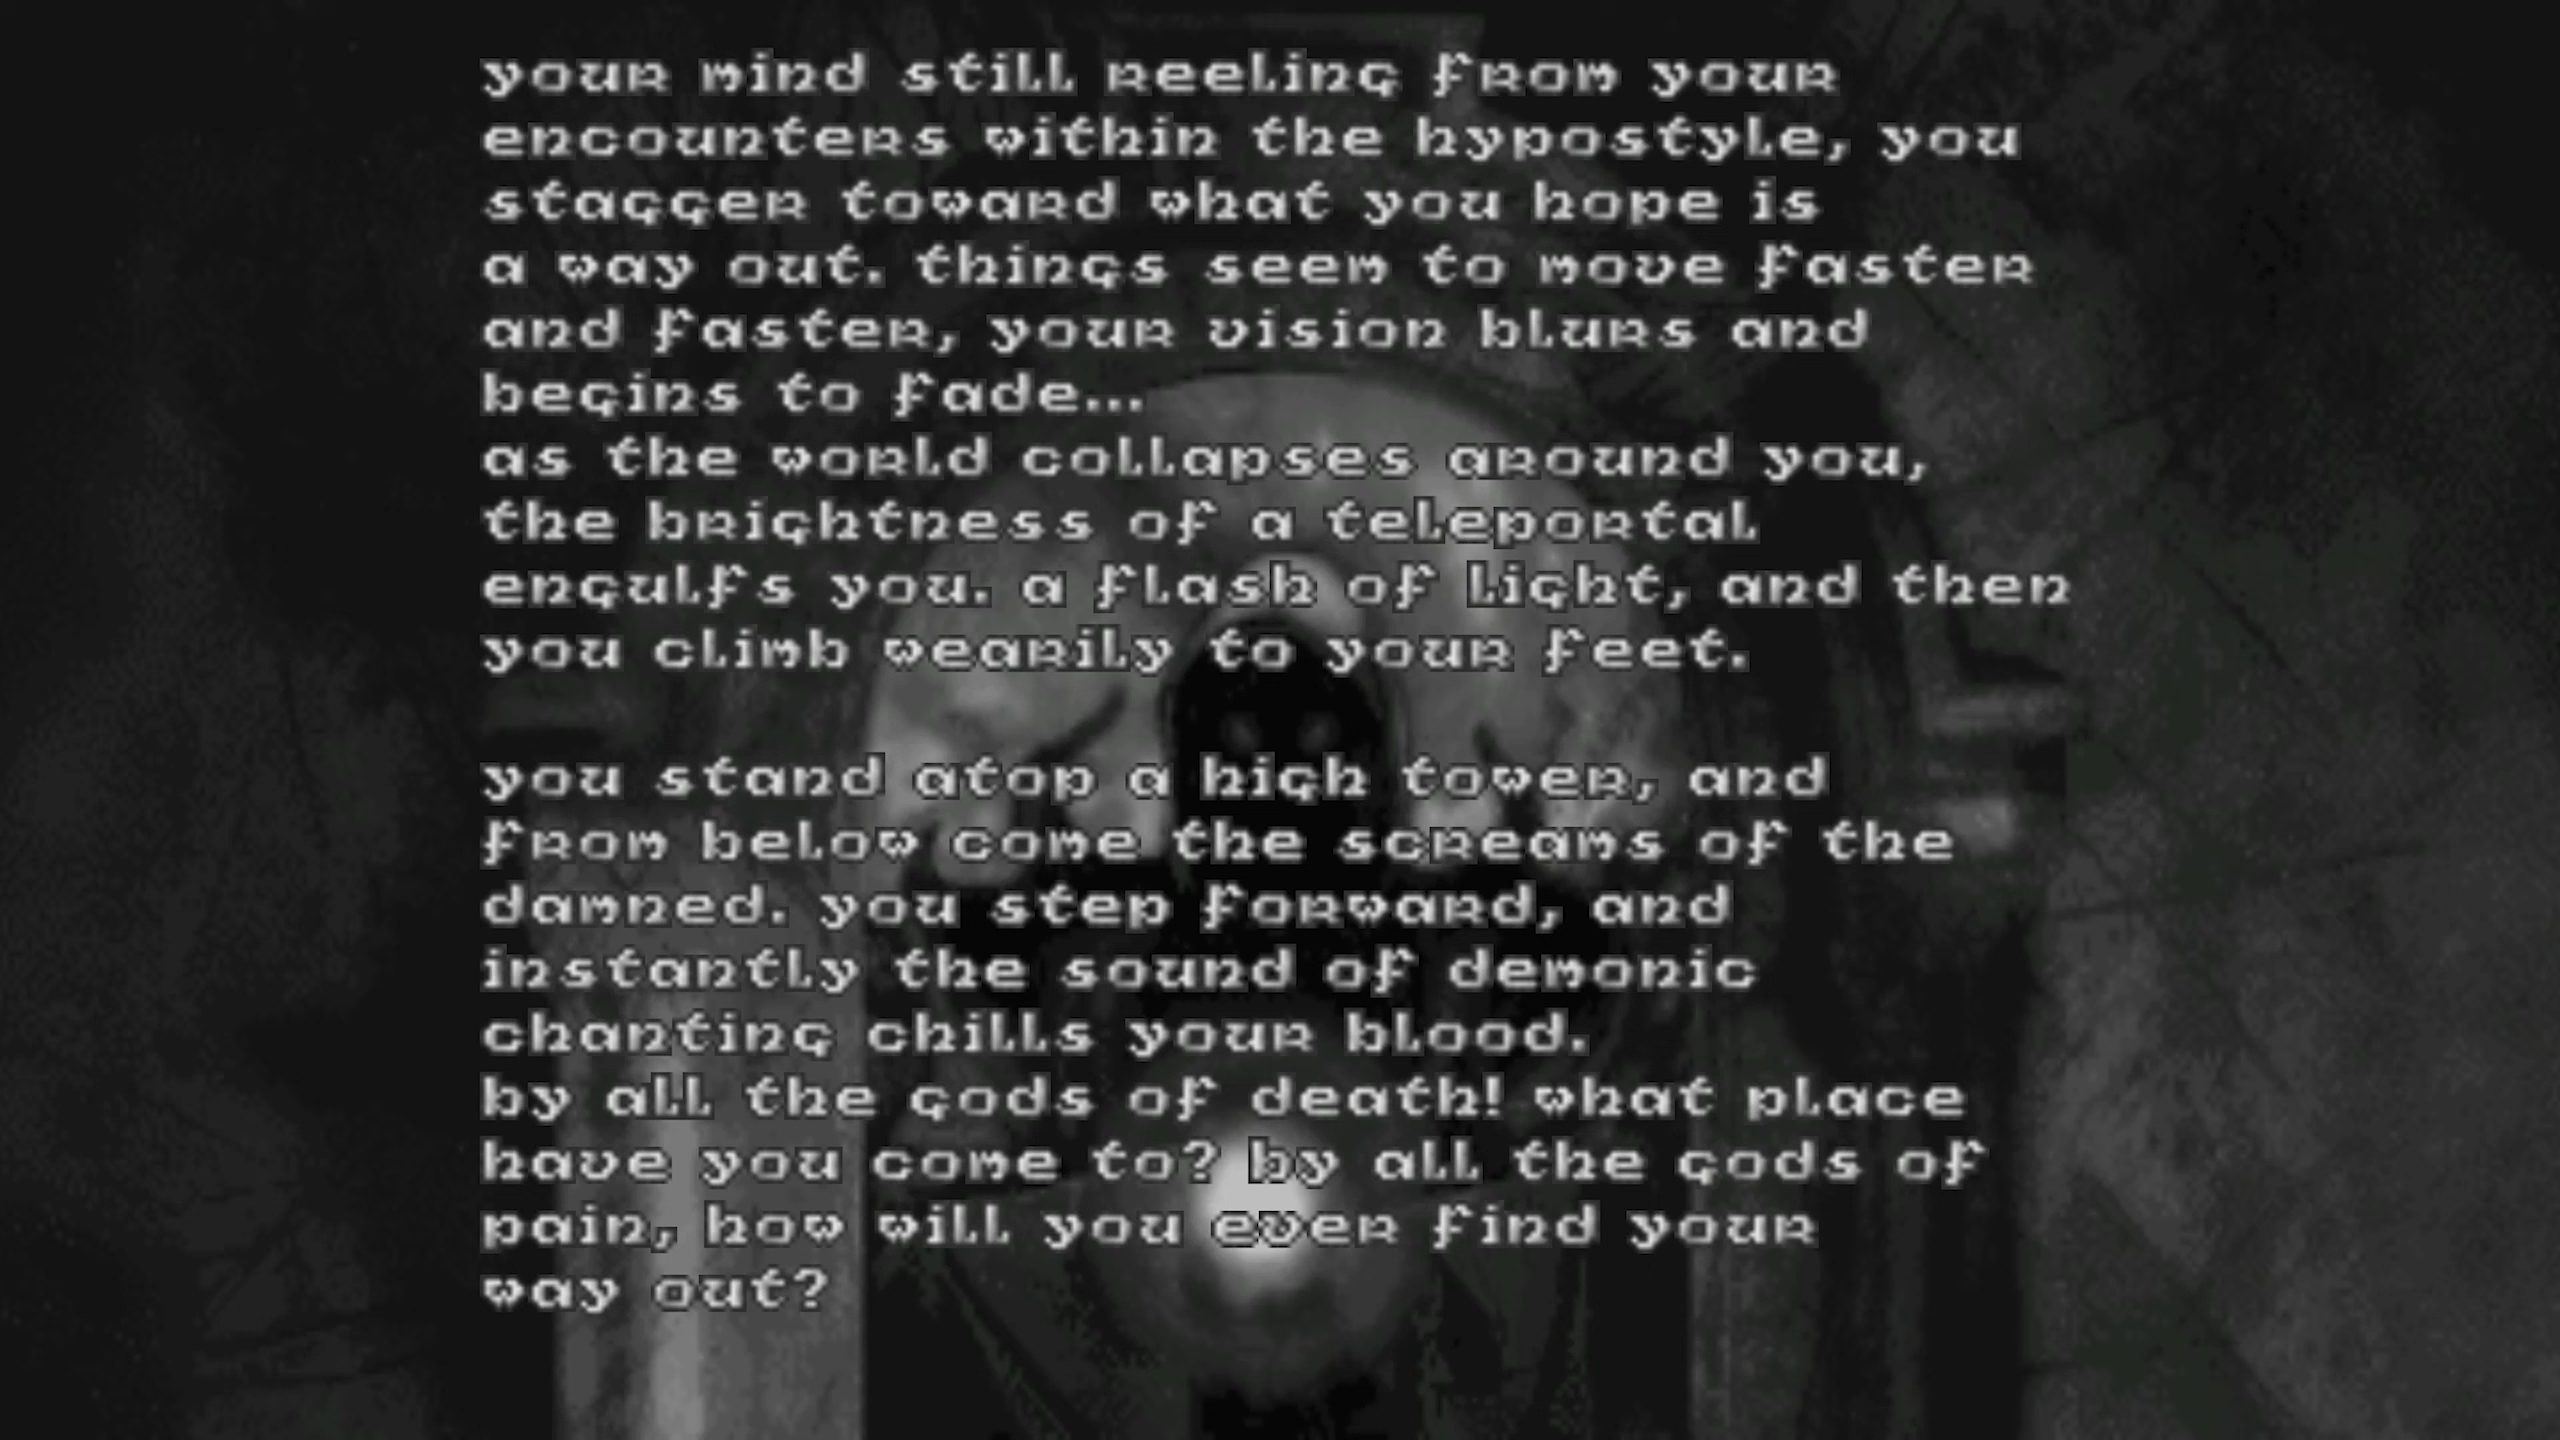 your mind still reeling from your
encounters within the hypostyle, you
stagger toward what you hope is
a way out. things seem to move faster
and faster, your vision blurs and
begins to fade...
as the world collapses around you,
the brightness of a teleportal
engulfs you. a flash of light, and then
you climb wearily to your feet.
you stand atop a high tower, and
from below come the screams of the
damned. you step forward, and
instantly the sound of demonic
chanting chills your blood.
by all the gods of death! what place
have you come to? by all the gods of
pain, how will you ever find your
way out?